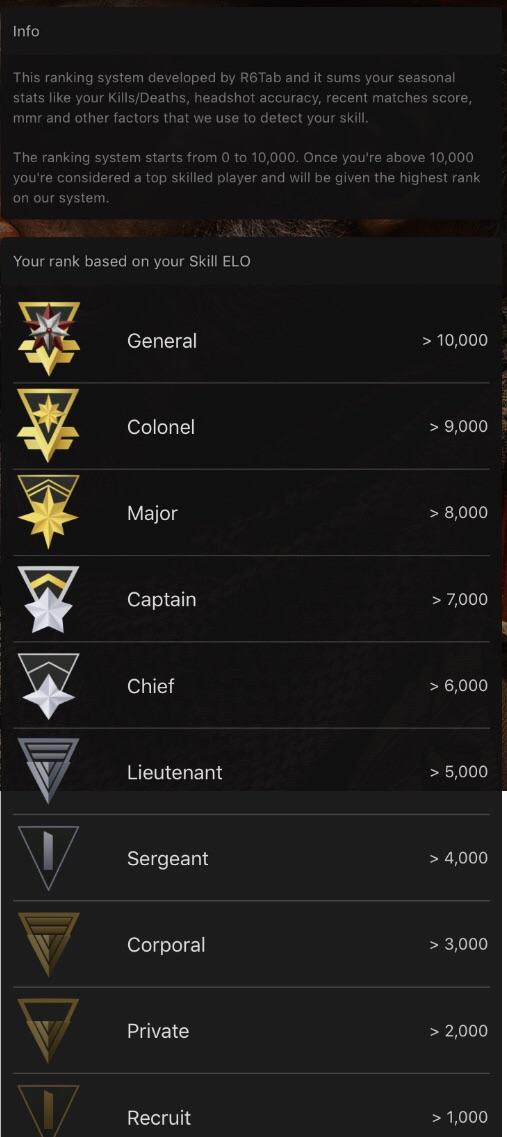 Info
This ranking system developed by R6Tab and it sums your seasonal
stats like your Kills/Deaths, headshot accuracy, recent matches score,
mmr and other factors that we use to detect your skill.
The ranking system starts from 0 to 10,000. Once you're above 10,000
you're considered a top skilled player and will be given the highest rank
on our system.
Your rank based on your Skill ELO
General > 10,000
Colonel > 9,000
Major > 8,000
Captain > 7,000
Chief > 6,000
Lieutenant > 5,000
Sergeant > 4,000
Corporal > 3,000
Private > 2,000
Recruit > 1,000